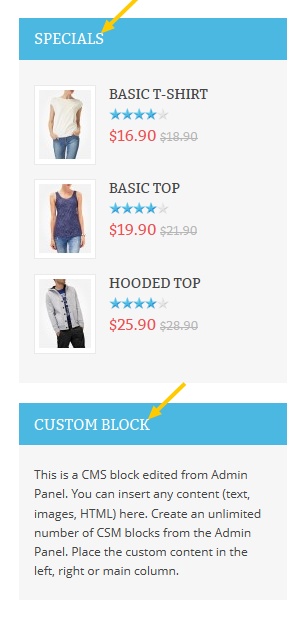 SPECIALS
BASIC T-SHIRT
$16.90 $18.90
BASIC TOP
$19.90 $21.90
HOODED TOP
$25.90 $28.90
CUSTOM BLOCK
This is a CMS block edited from Admin
Panel. You can insert any content (text,
images, HTML) here. Create an unlimited
number of CSM blocks from the Admin
Panel. Place the custom content in the
left, right or main column.